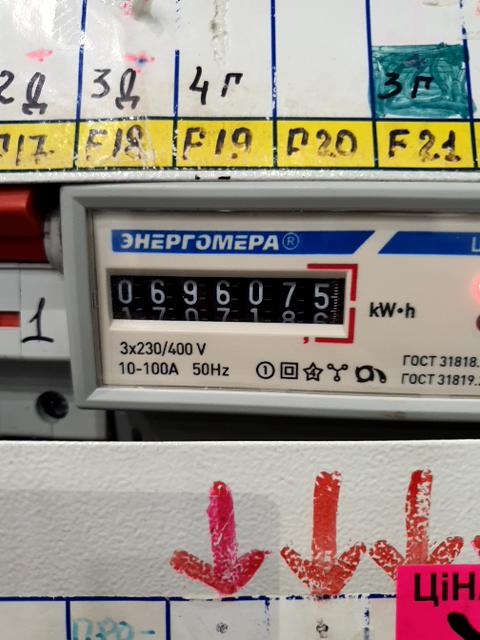 2Д 3Д 4Г 3Г
F17 F18 F19 F20 F21
ЭНЕРГОМЕРА®
0696075
kW•h
1
3x230/400 V
10-100A 50Hz
ГОСТ 31818.
ГОСТ 31819.
ЦіН